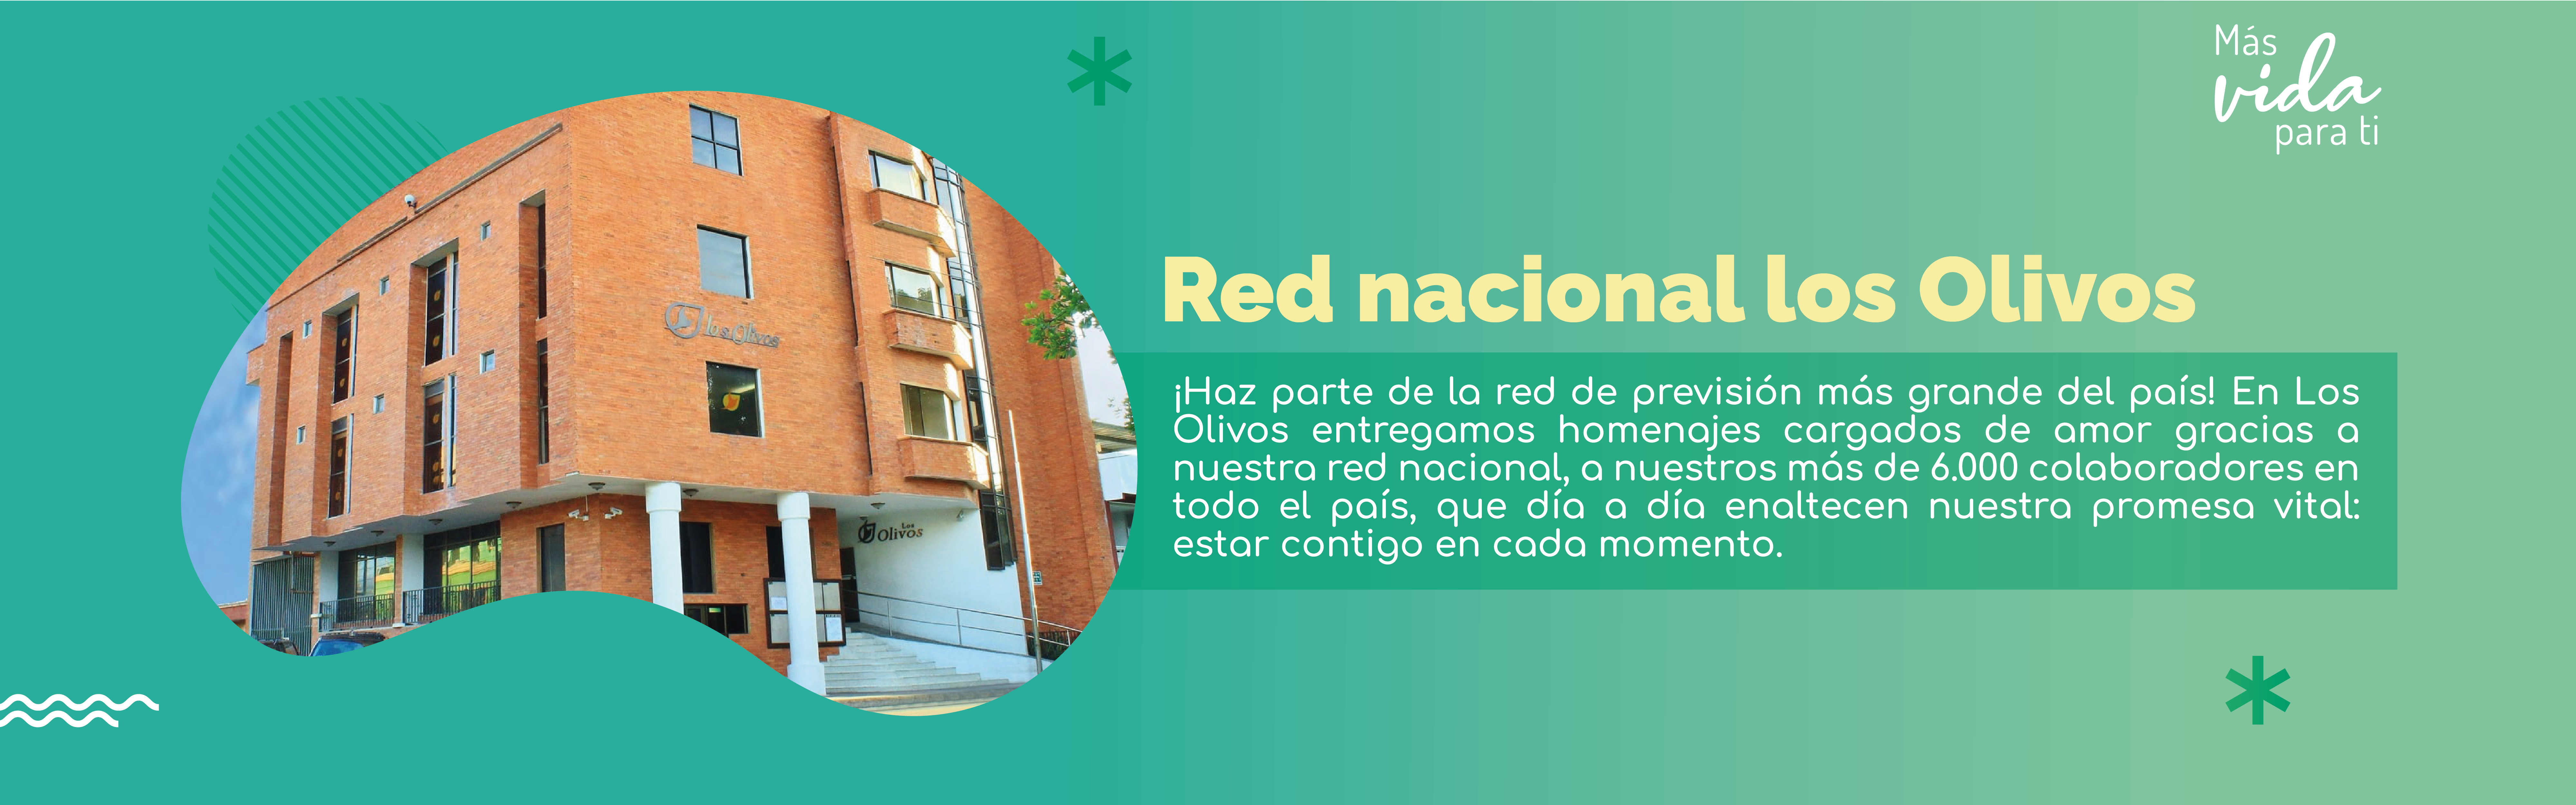 Más
vida
para ti
Red nacional los Olivos
¡Haz parte de la red de previsión más grande del país! En Los
Olivos entregamos homenajes cargados de amor gracias a
nuestra red nacional, a nuestros más de 6.000 colaboradores en
todo el país, que día a día enaltecen nuestra promesa vital:
estar contigo en cada momento.
los Olivos
Los
Olivos